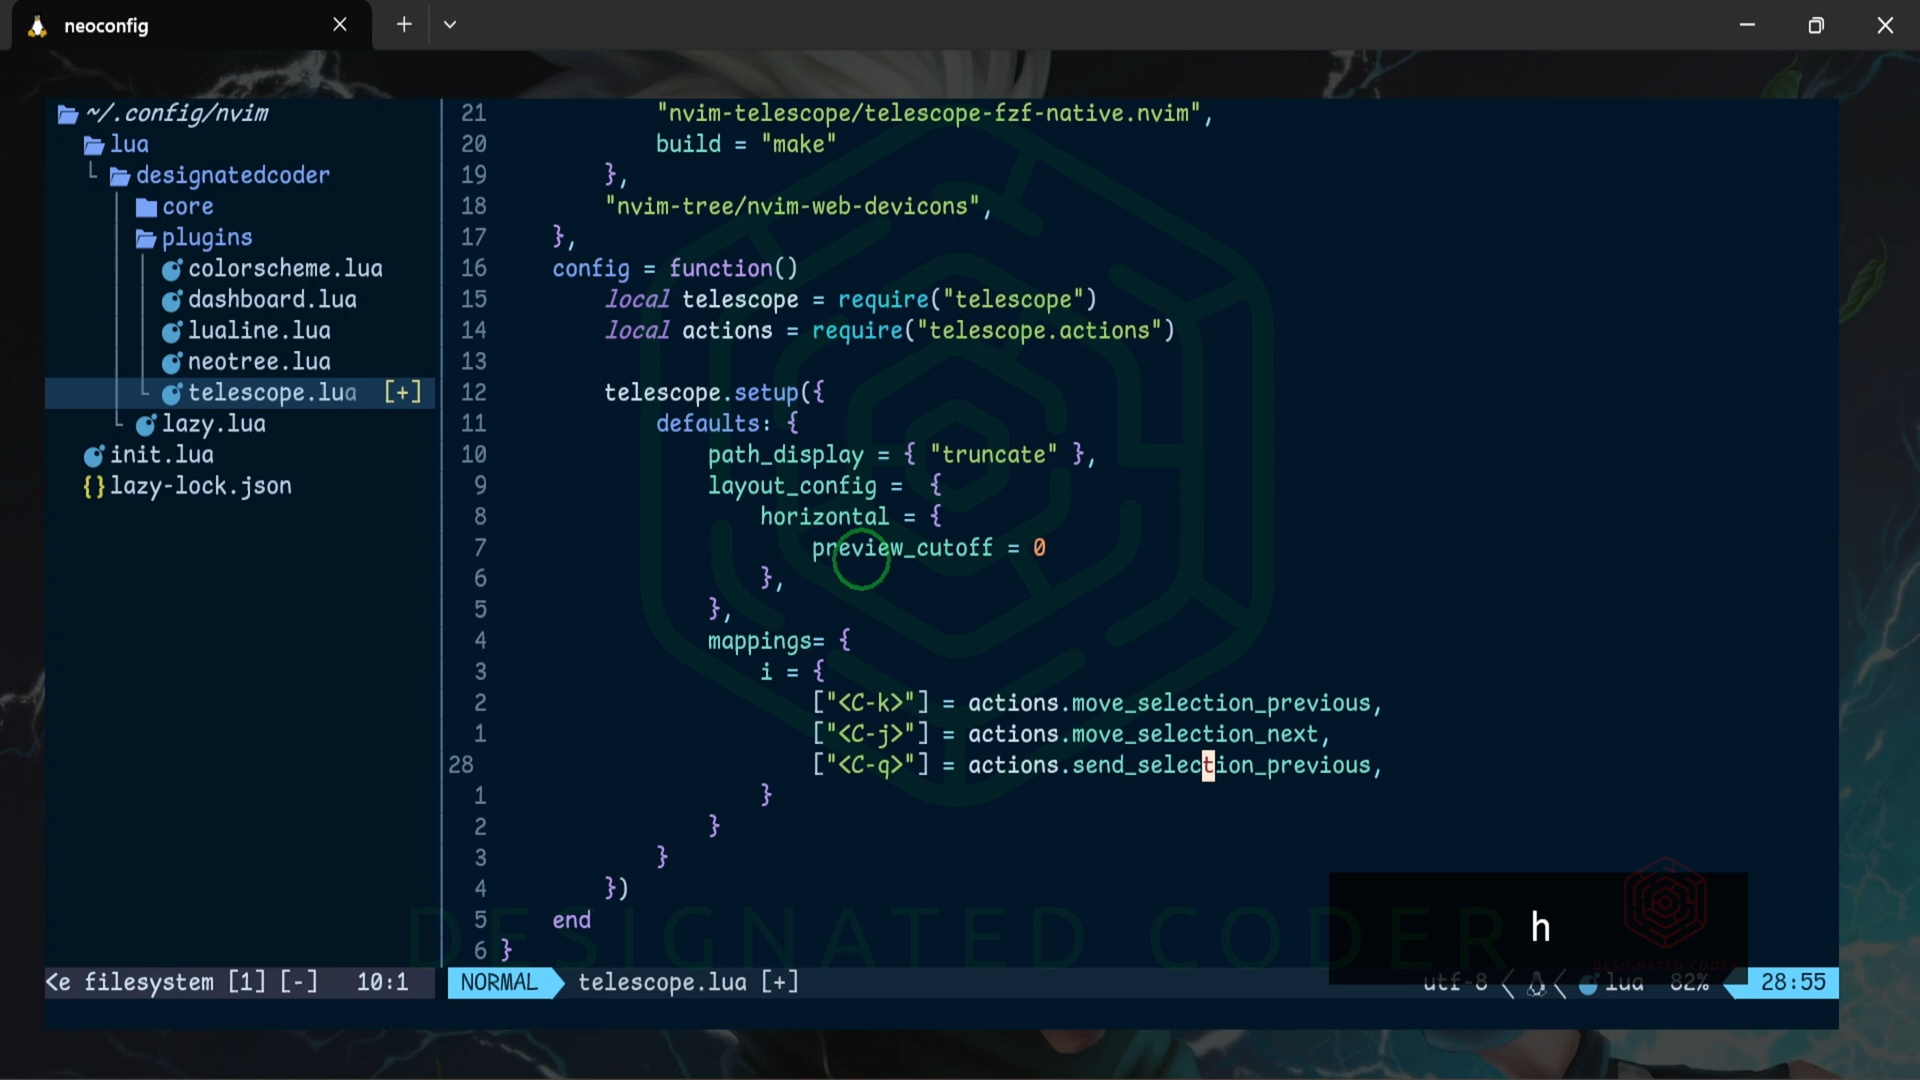 neoconfig
~/.config/nvim
lua
designatedcoder
core
plugins
colorscheme.lua
dashboard.lua
lualine.lua
neotree.lua
telescope.lua [+]
lazy.lua
init.lua
{} lazy-lock.json
<e filesystem [1] [-] 10:1
21 "nvim-telescope/telescope-fzf-native.nvim",
20 build = "make"
19 },
18 "nvim-tree/nvim-web-devicons",
17 },
16 config = function()
15 local telescope = require("telescope")
14 local actions = require("telescope.actions")
13
12 telescope.setup({
11 defaults: {
10 path_display = { "truncate" },
9 layout_config = {
8 horizontal = {
7 preview_cutoff = 0
6 },
5 },
4 mappings= {
3 i = {
2 ["<C-k>"] = actions.move_selection_previous,
1 ["<C-j>"] = actions.move_selection_next,
28 ["<C-q>"] = actions.send_selection_previous,
1 }
2 }
3 }
4 })
5 end
6 }
DESIGNATED CODER
h
DESIGNATED CODER
NORMAL telescope.lua [+] utf-8 lua 82% 28:55